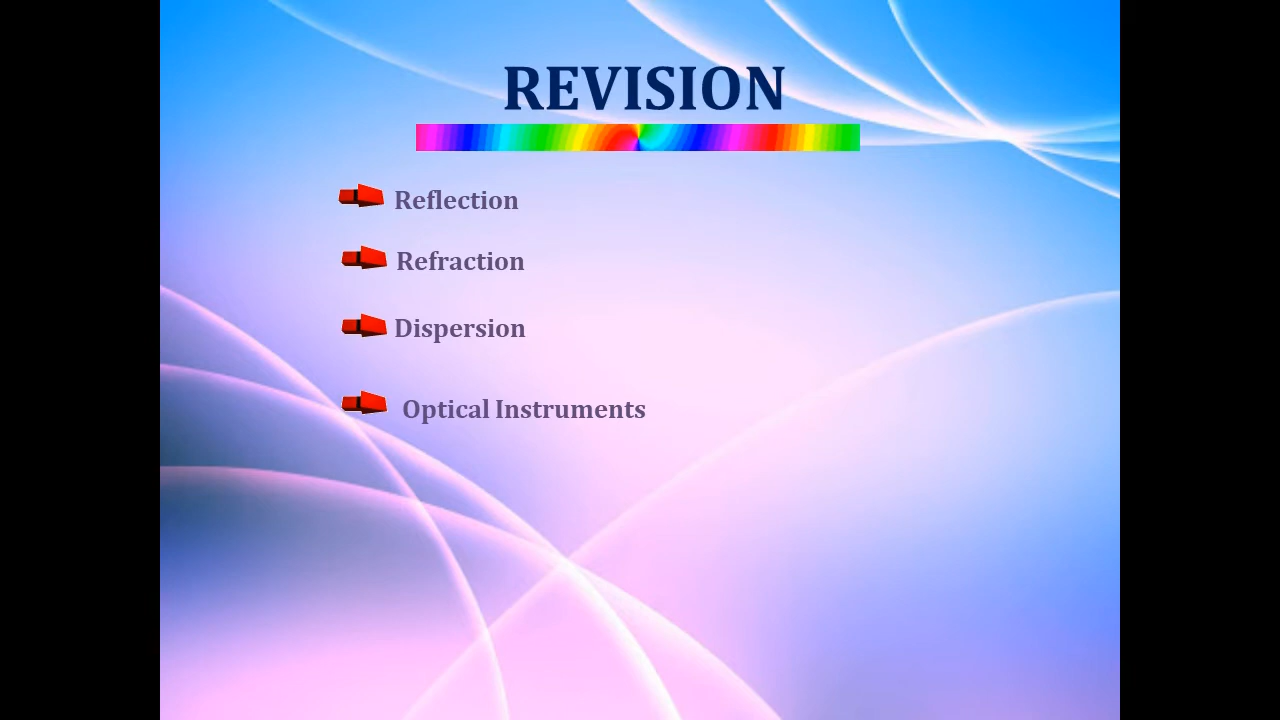 REVISION
Reflection
Refraction
Dispersion
Optical Instruments